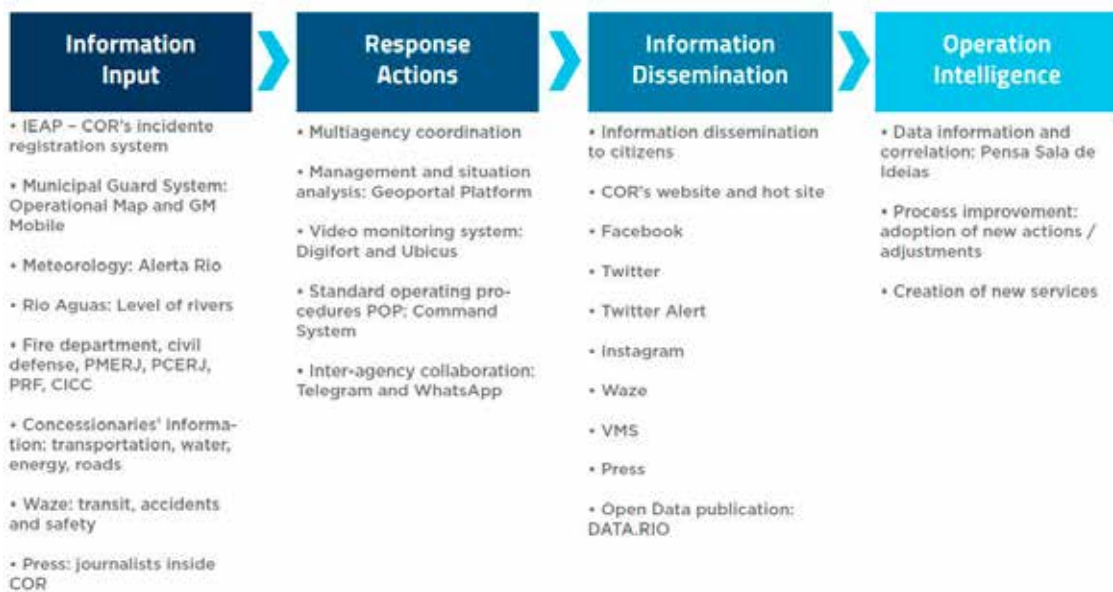 Information
Input
• IEAP – COR's incidente
registration system
• Municipal Guard System:
Operational Map and GM
Mobile
• Meteorology: Alerta Rio
• Rio Aguas: Level of rivers
• Fire department, civil
defense, PMERJ, PCERJ,
PRF, CICC
• Concessionaries' informa-
tion: transportation, water,
energy, roads
• Waze: transit, accidents
and safety
• Press: journalists inside
COR
Response
Actions
• Multiagency coordination
• Management and situation
analysis: Geoportal Platform
• Video monitoring system:
Digifort and Ubicus
• Standard operating pro-
cedures POP: Command
System
• Inter-agency collaboration:
Telegram and WhatsApp
Information
Dissemination
• Information dissemination
to citizens
• COR's website and hot site
• Facebook
• Twitter
• Twitter Alert
• Instagram
• Waze
• VMS
• Press
• Open Data publication:
DATA.RIO
Operation
Intelligence
• Data information and
correlation: Pensa Sala de
Ideias
• Process improvement:
adoption of new actions /
adjustments
• Creation of new services